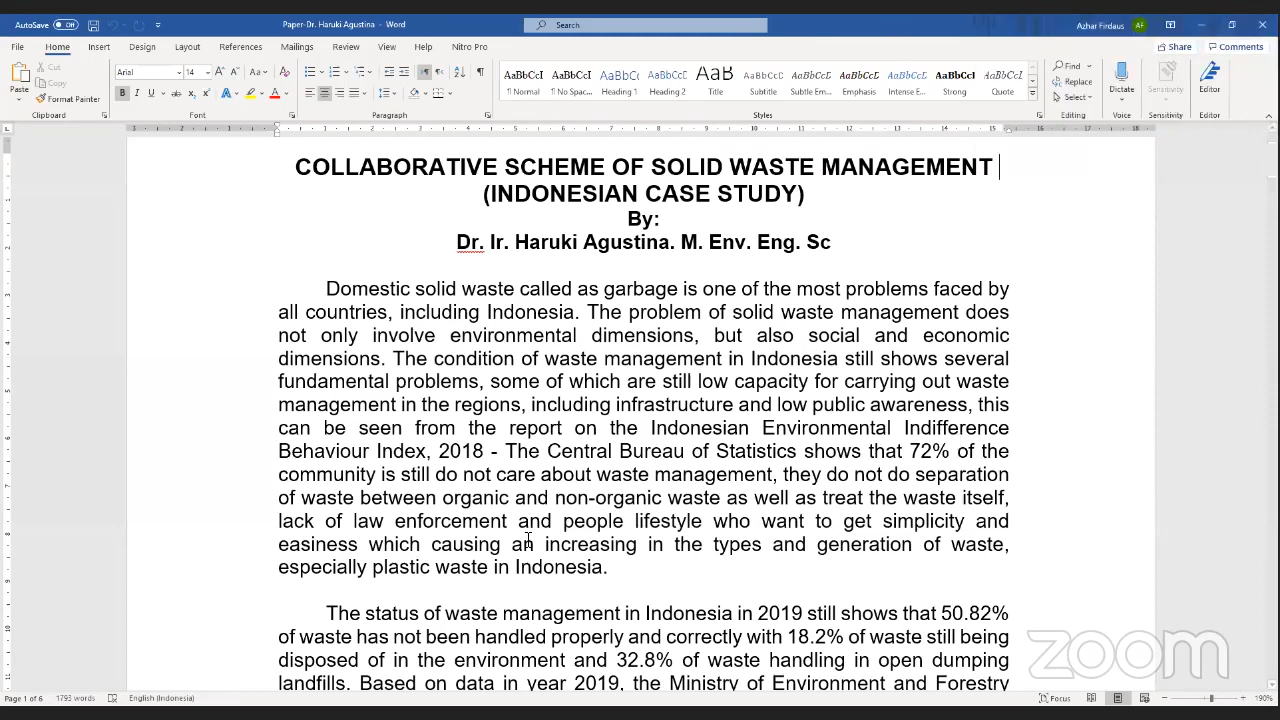 AutoSave Off Paper-Dr. Haruki Agustina - Word Search Azhar Firdaus AF
File Home Insert Design Layout References Mailings Review View Help Nitro Pro Share Comments
Paste Cut Copy Format Painter
Arial 14
AaBbCcI AaBbCcI AaBbC( AaBbCcI AaB AaBbCcI AaBbCcI AaBbCcI AaBbCcI AaBbCcI AaBbCcI
¶ Normal ¶ No Spac... Heading 1 Heading 2 Title Subtitle Subtle Em... Emphasis Intense E... Strong Quote
Find Replace Select
Dictate Sensitivity Editor
Clipboard Font Paragraph Styles Editing Voice Sensitivity Editor
COLLABORATIVE SCHEME OF SOLID WASTE MANAGEMENT
(INDONESIAN CASE STUDY)
By:
Dr. Ir. Haruki Agustina. M. Env. Eng. Sc
Domestic solid waste called as garbage is one of the most problems faced by
all countries, including Indonesia. The problem of solid waste management does
not only involve environmental dimensions, but also social and economic
dimensions. The condition of waste management in Indonesia still shows several
fundamental problems, some of which are still low capacity for carrying out waste
management in the regions, including infrastructure and low public awareness, this
can be seen from the report on the Indonesian Environmental Indifference
Behaviour Index, 2018 - The Central Bureau of Statistics shows that 72% of the
community is still do not care about waste management, they do not do separation
of waste between organic and non-organic waste as well as treat the waste itself,
lack of law enforcement and people lifestyle who want to get simplicity and
easiness which causing an increasing in the types and generation of waste,
especially plastic waste in Indonesia.
The status of waste management in Indonesia in 2019 still shows that 50.82%
of waste has not been handled properly and correctly with 18.2% of waste still being
disposed of in the environment and 32.8% of waste handling in open dumping
landfills. Based on data in year 2019, the Ministry of Environment and Forestry
zoom
Page 1 of 6 1793 words English (Indonesia) Focus 190%